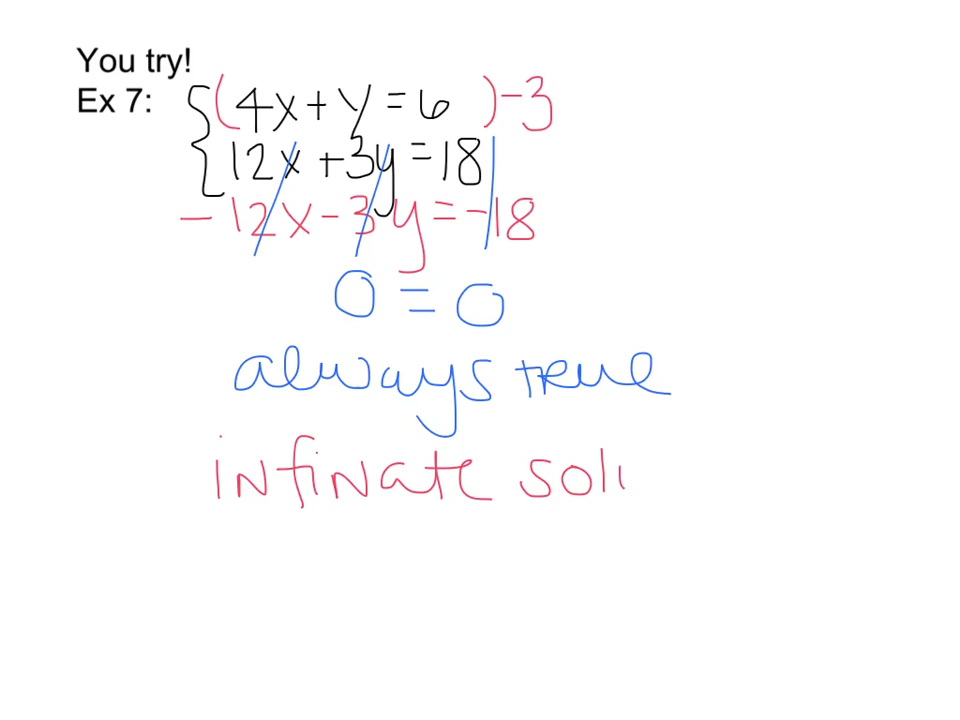 You try!
Ex 7: {(4x+y=6)-3
{12x+3y=18
-12x-3y=-18
0=0
always true
infinate sol